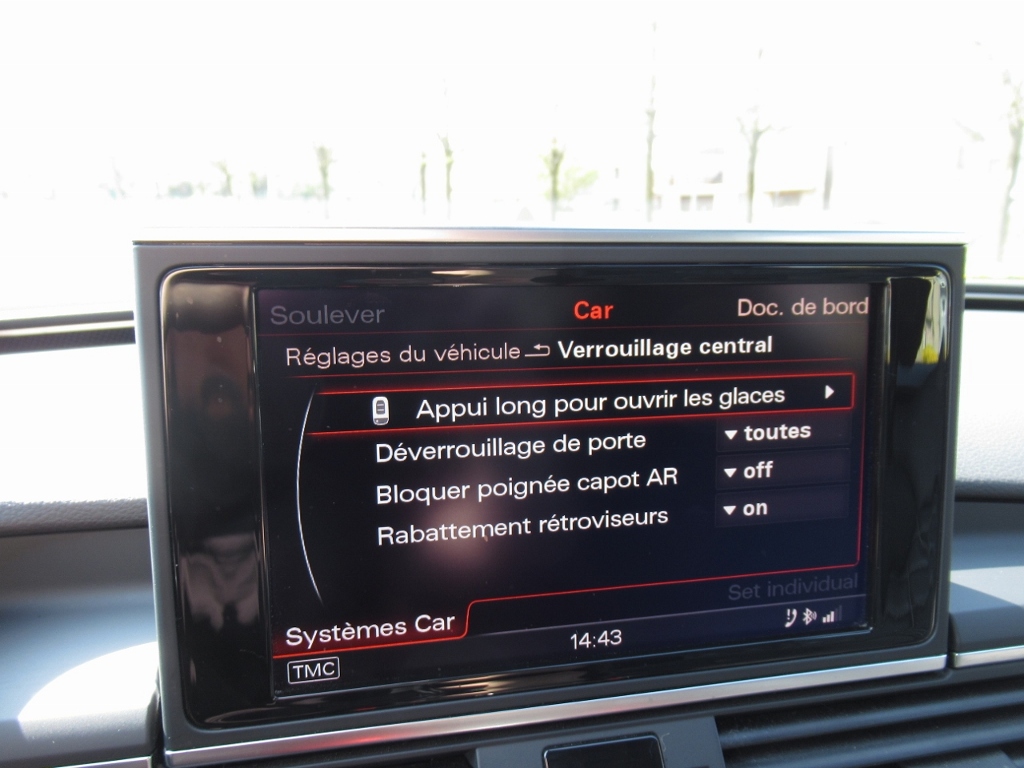 Soulever Car Doc. de bord
Réglages du véhicule Verrouillage central
Appui long pour ouvrir les glaces
Déverrouillage de porte toutes
Bloquer poignée capot AR off
Rabattement rétroviseurs on
Set individual
Systèmes Car
14:43
TMC